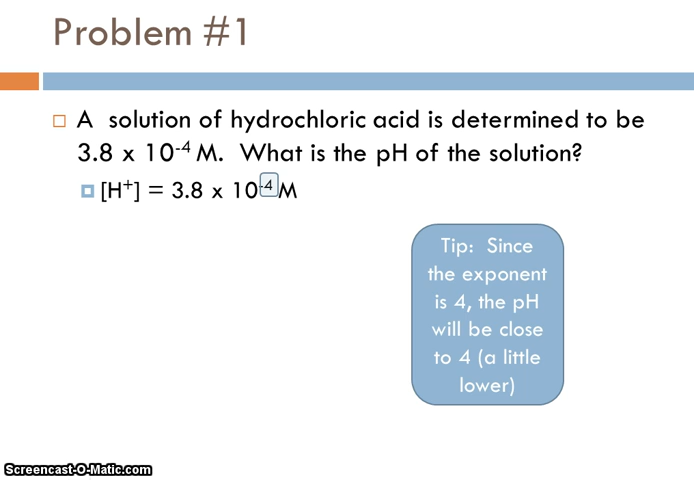 Problem #1
A solution of hydrochloric acid is determined to be
3.8 x 10⁻⁴ M. What is the pH of the solution?
[H⁺] = 3.8 x 10⁻⁴ M
Tip: Since
the exponent
is 4, the pH
will be close
to 4 (a little
lower)
Screencast-O-Matic.com